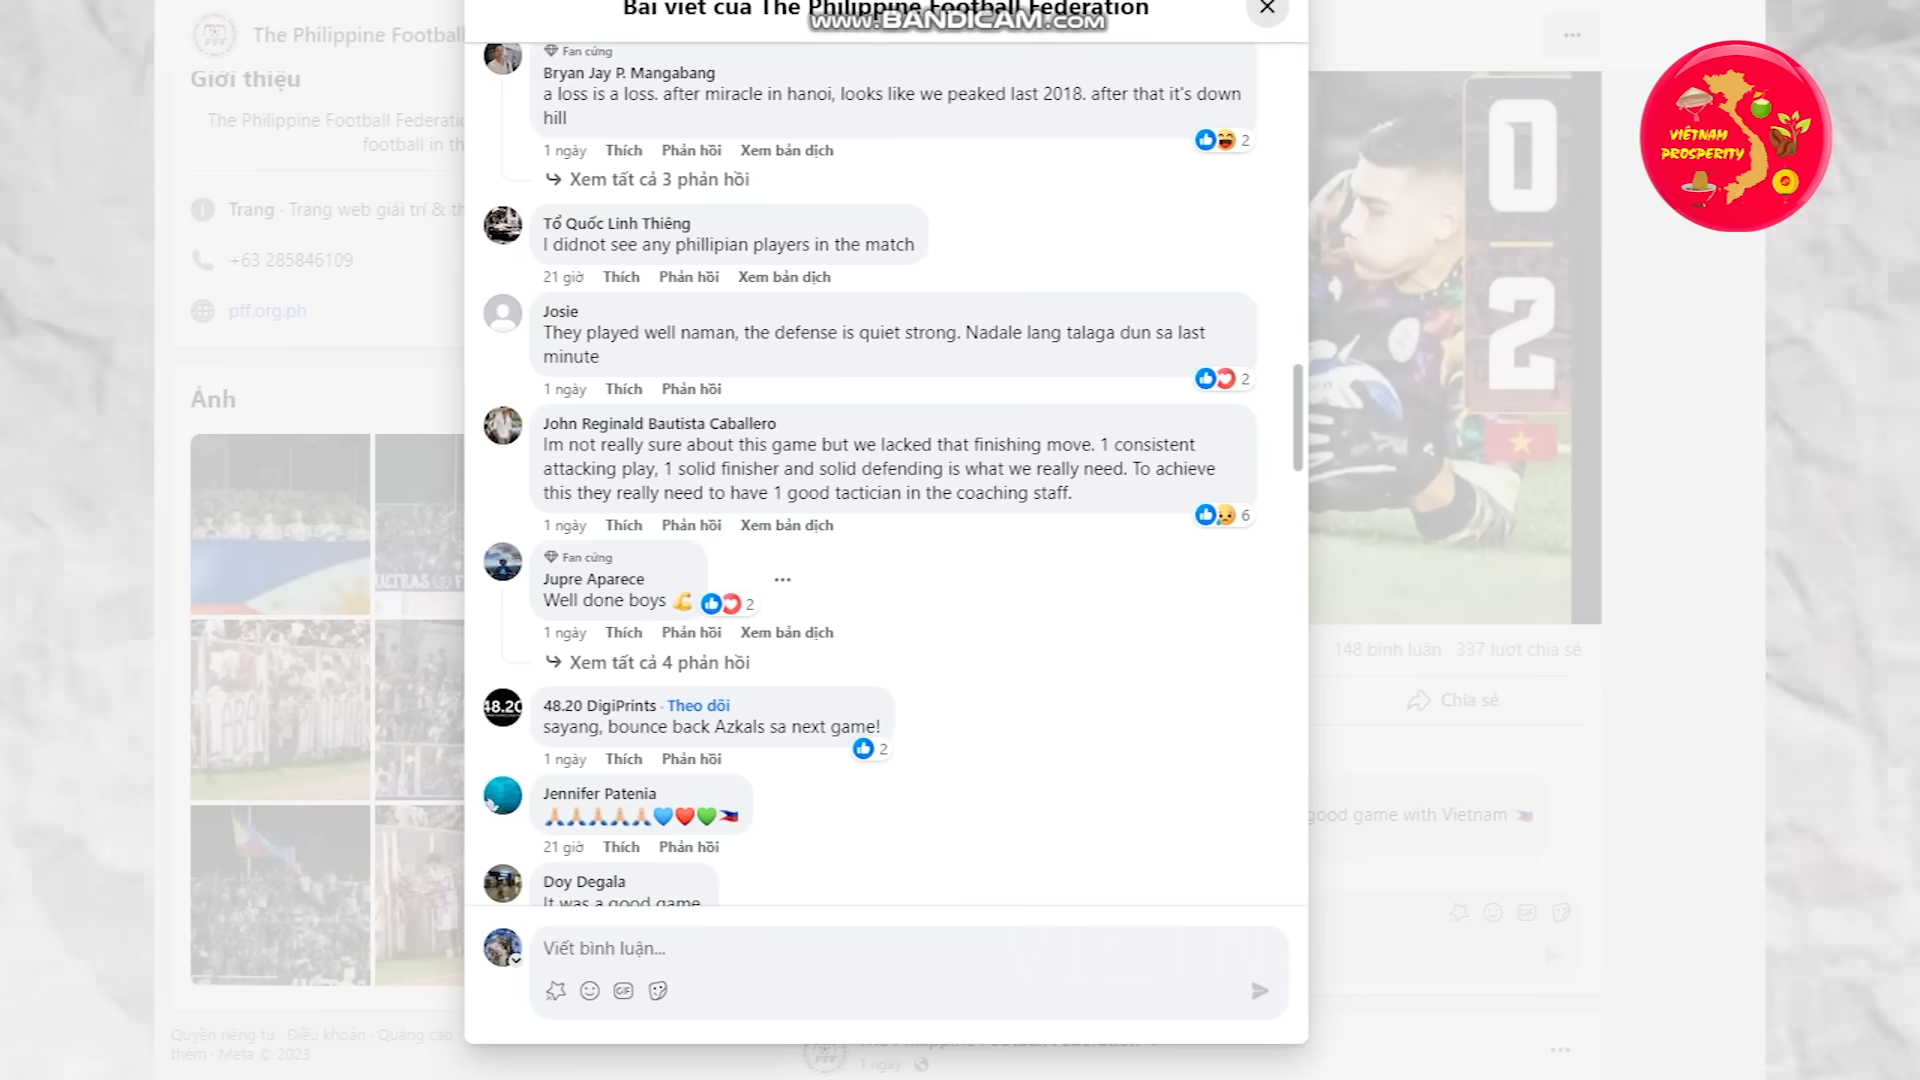 Bài viết của The Philippine Football Federation
www.BANDICAM.com
The Philippine Football
Giới thiệu
The Philippine Football Federatio
football in th
Trang · Trang web giải trí & th
+63 285846109
pff.org.ph
Ảnh
ULTRAS
Quyền riêng tư · Điều khoản · Quảng cáo
thêm · Meta © 2023
Fan cứng
Bryan Jay P. Mangabang
a loss is a loss. after miracle in hanoi, looks like we peaked last 2018. after that it's down
hill
2
1 ngày Thích Phản hồi Xem bản dịch
Xem tất cả 3 phản hồi
Tổ Quốc Linh Thiêng
I didnot see any phillipian players in the match
21 giờ Thích Phản hồi Xem bản dịch
Josie
They played well naman, the defense is quiet strong. Nadale lang talaga dun sa last
minute
2
1 ngày Thích Phản hồi
John Reginald Bautista Caballero
Im not really sure about this game but we lacked that finishing move. 1 consistent
attacking play, 1 solid finisher and solid defending is what we really need. To achieve
this they really need to have 1 good tactician in the coaching staff.
6
1 ngày Thích Phản hồi Xem bản dịch
Fan cứng
Jupre Aparece
Well done boys 💪 2
1 ngày Thích Phản hồi Xem bản dịch
Xem tất cả 4 phản hồi
48.20
48.20 DigiPrints · Theo dõi
sayang, bounce back Azkals sa next game!
2
1 ngày Thích Phản hồi
Jennifer Patenia
🙏🏼🙏🏼🙏🏼🙏🏼🙏🏼💙❤️💚🇵🇭
21 giờ Thích Phản hồi
Doy Degala
It was a good game
Viết bình luận...
GIF
0
2
148 bình luận 337 lượt chia sẻ
Chia sẻ
good game with Vietnam 🇵🇭
GIF
The Philippine Football Federation
1 ngày
VIỆTNAM
PROSPERITY